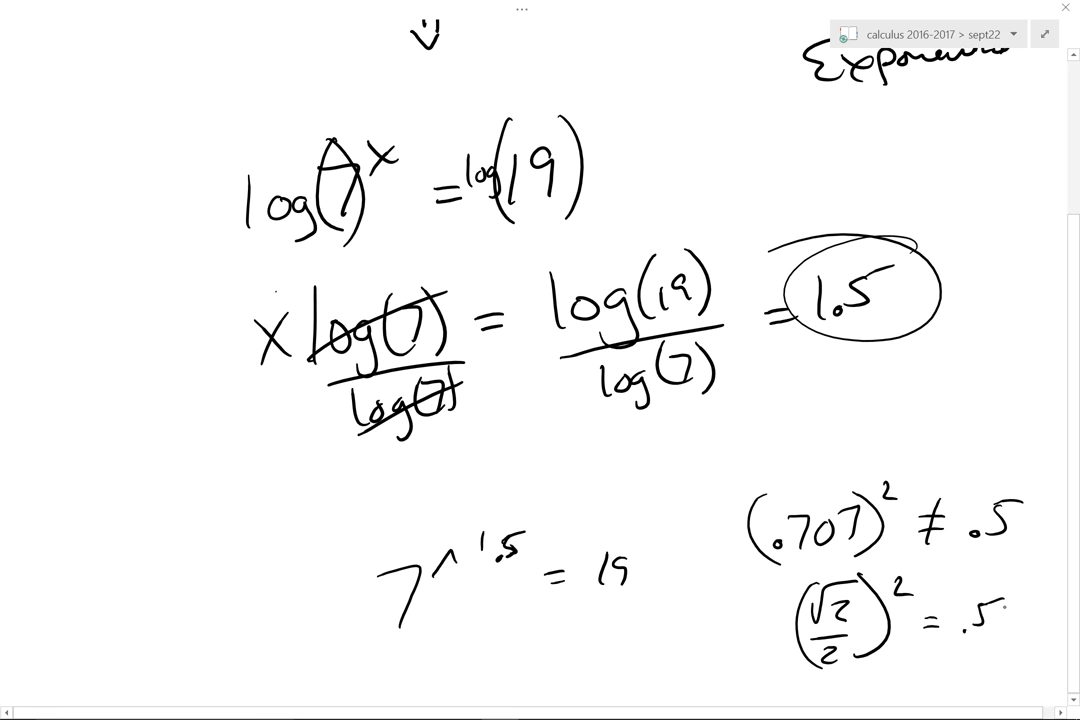 calculus 2016-2017 > sept22
log(7)^x = log(19)
x log(7) / log(7) = log(19) / log(7) = 1.5
7^1.5 = 19
(.707)^2 ≠ .5
(√2/2)^2 = .5